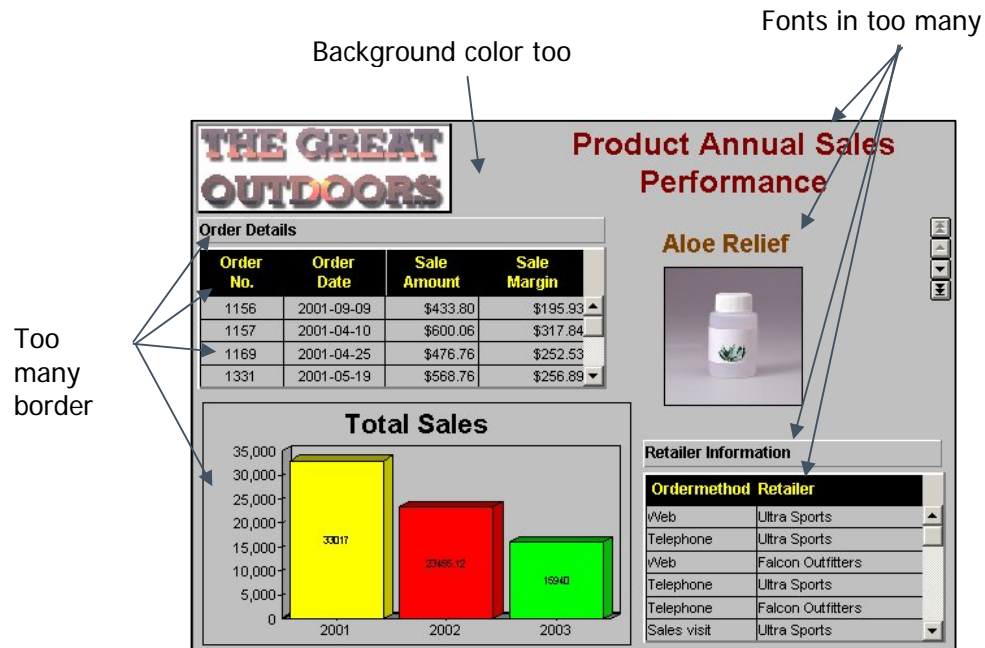 Fonts in too many
Background color too
THE GREAT
OUTDOORS
Product Annual Sales
Performance
Order Details
Order No. Order Date Sale Amount Sale Margin
1156 2001-09-09 $433.80 $195.93
1157 2001-04-10 $600.06 $317.84
1169 2001-04-25 $476.76 $252.53
1331 2001-05-19 $568.76 $256.89
Aloe Relief
Too
many
border
Total Sales
35,000
30,000
25,000
20,000
15,000
10,000
5,000
0
33017
15940
2001 2002 2003
Retailer Information
Ordermethod Retailer
Web Ultra Sports
Telephone Ultra Sports
Web Falcon Outfitters
Telephone Ultra Sports
Telephone Falcon Outfitters
Sales visit Ultra Sports